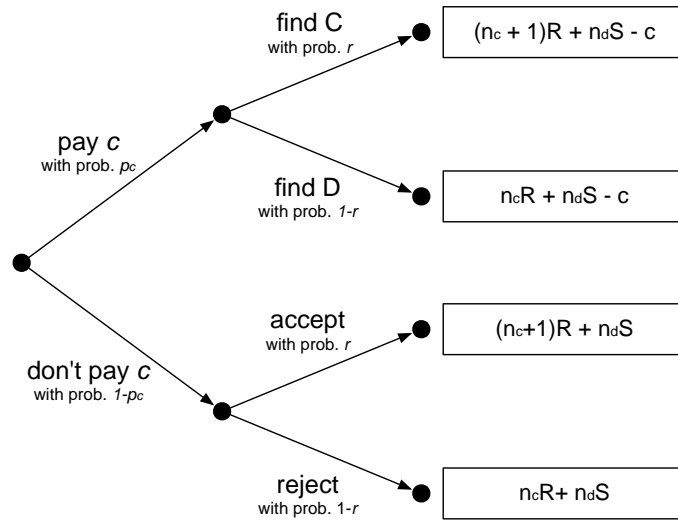 find C
with prob. r
(nc + 1)R + ndS - c
pay c
with prob. pc
find D
with prob. 1-r
ncR + ndS - c
accept
with prob. r
(nc+1)R + ndS
don't pay c
with prob. 1-pc
reject
with prob. 1-r
ncR+ ndS